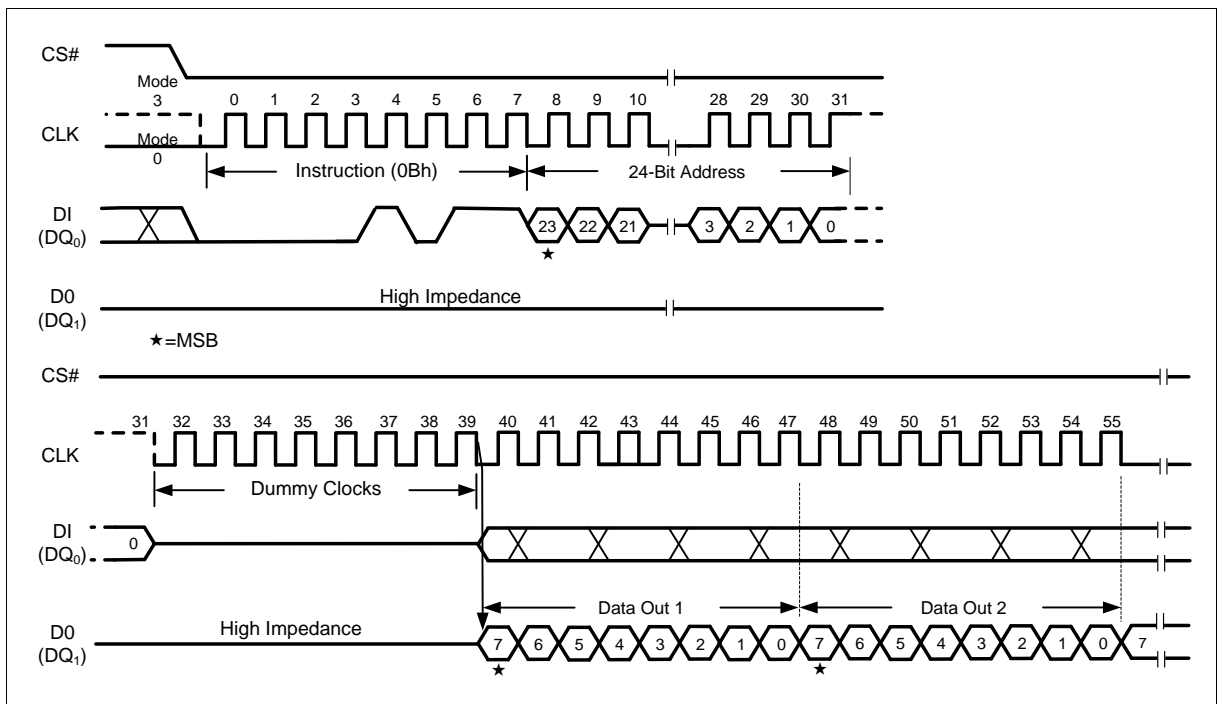 CS#
Mode
3
0 1 2 3 4 5 6 7 8 9 10 28 29 30 31
CLK
Mode
0
Instruction (0Bh) 24-Bit Address
DI
(DQ0)
23 22 21 3 2 1 0
★
D0
(DQ1)
High Impedance
★=MSB
CS#
31 32 33 34 35 36 37 38 39 40 41 42 43 44 45 46 47 48 49 50 51 52 53 54 55
CLK
Dummy Clocks
DI
(DQ0)
0
Data Out 1 Data Out 2
D0
(DQ1)
High Impedance
7 6 5 4 3 2 1 0 7 6 5 4 3 2 1 0 7
★ ★